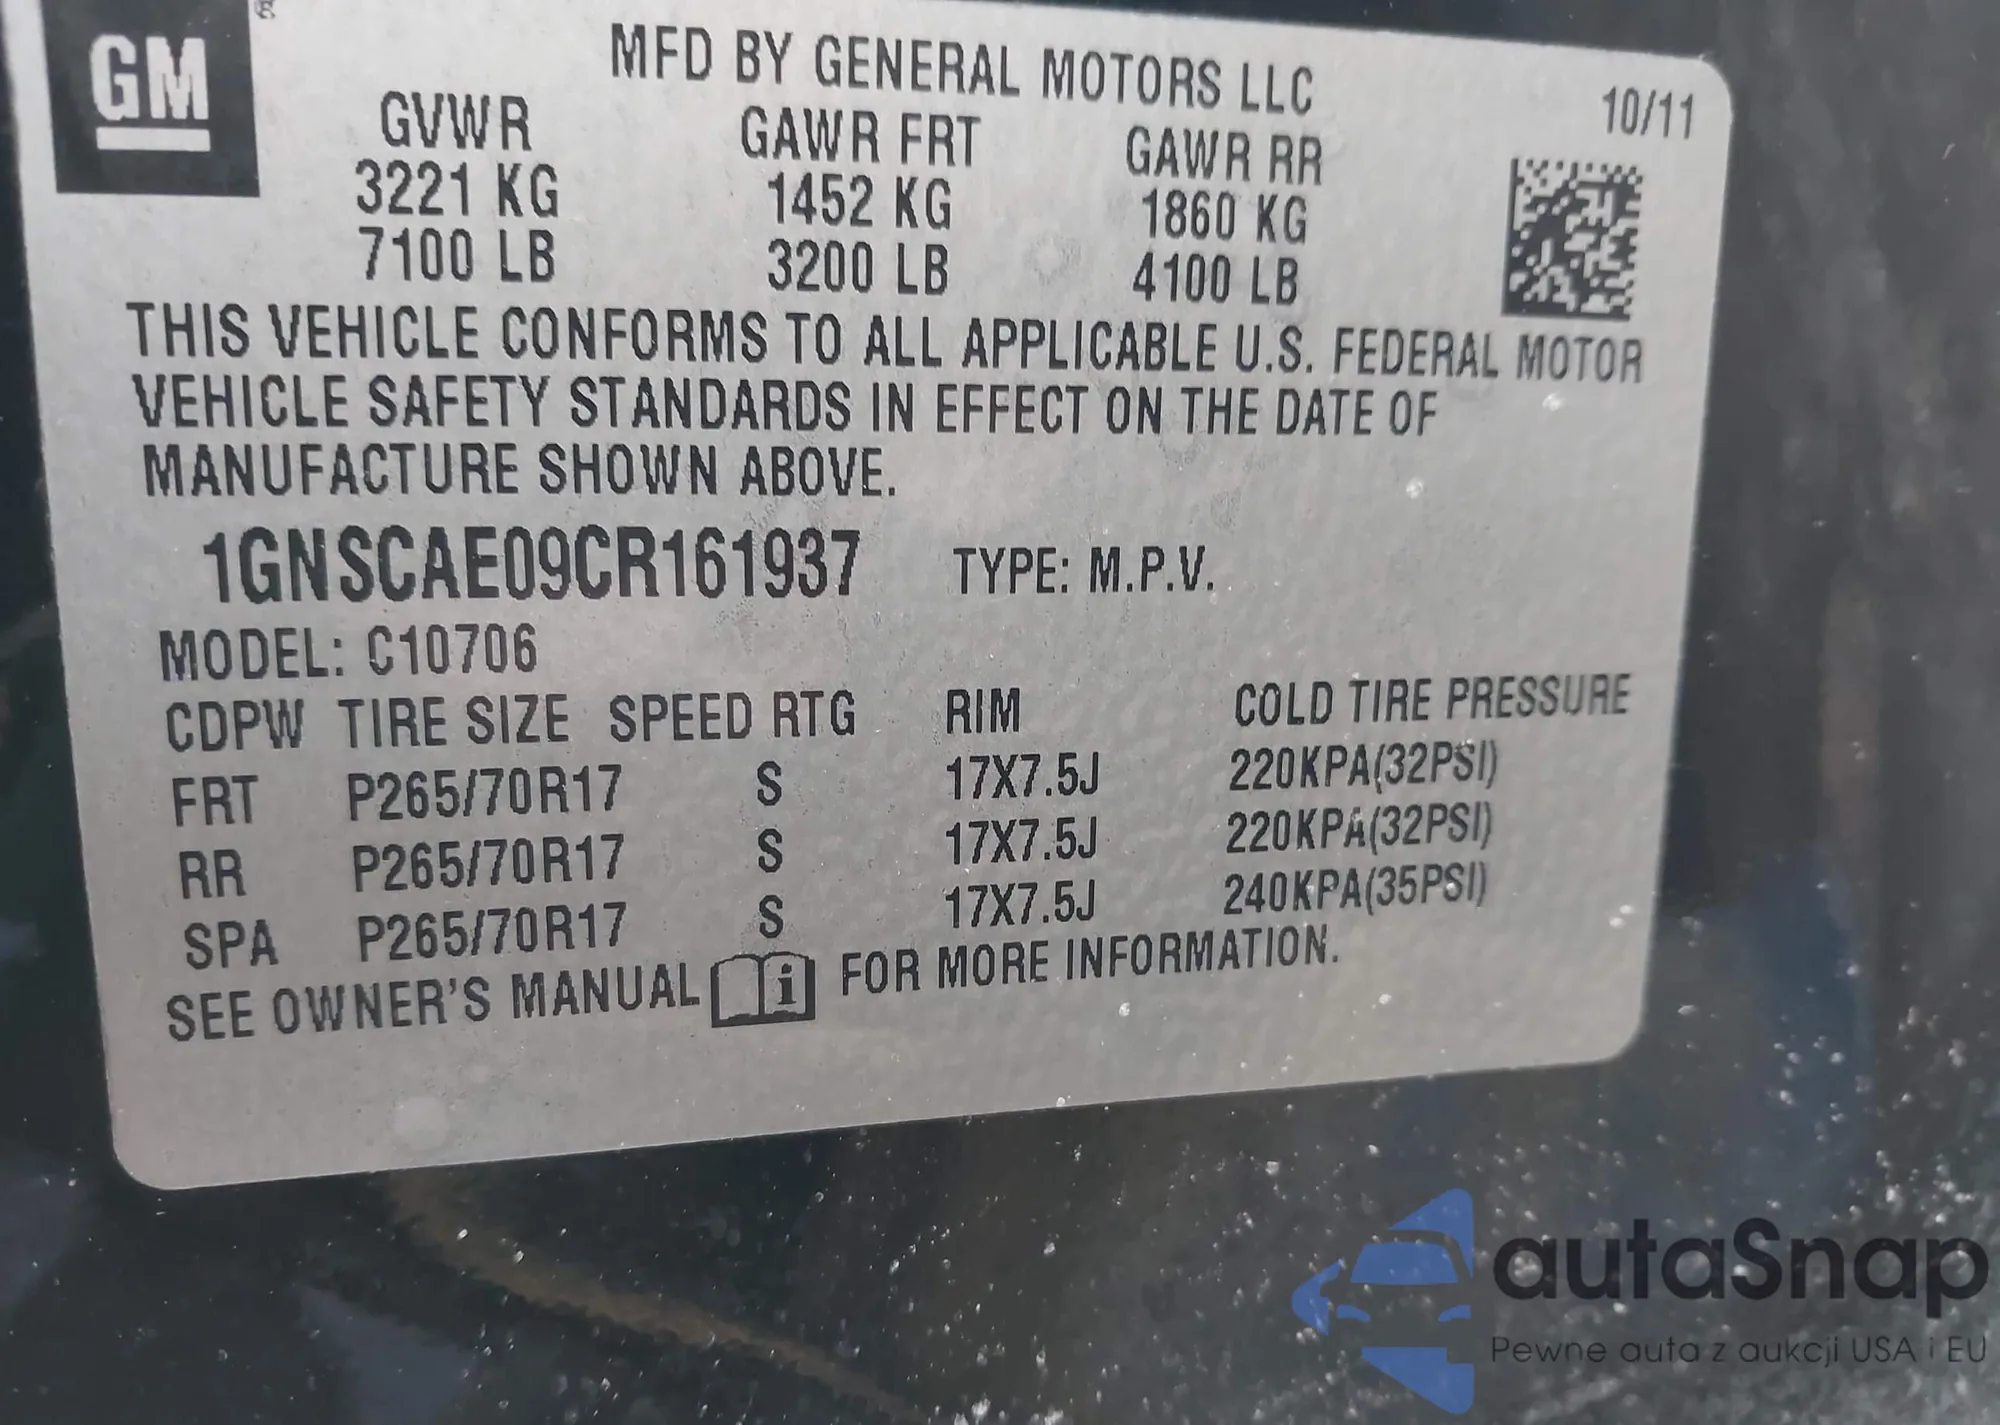 GM ®
MFD BY GENERAL MOTORS LLC
10/11
GVWR GAWR FRT GAWR RR
3221 KG 1452 KG 1860 KG
7100 LB 3200 LB 4100 LB
THIS VEHICLE CONFORMS TO ALL APPLICABLE U.S. FEDERAL MOTOR
VEHICLE SAFETY STANDARDS IN EFFECT ON THE DATE OF
MANUFACTURE SHOWN ABOVE.
1GNSCAE09CR161937 TYPE: M.P.V.
MODEL: C10706
CDPW TIRE SIZE SPEED RTG RIM COLD TIRE PRESSURE
FRT P265/70R17 S 17X7.5J 220KPA(32PSI)
RR P265/70R17 S 17X7.5J 220KPA(32PSI)
SPA P265/70R17 S 17X7.5J 240KPA(35PSI)
SEE OWNER'S MANUAL i FOR MORE INFORMATION.
autaSnap
Pewne auta z aukcji USA i EU